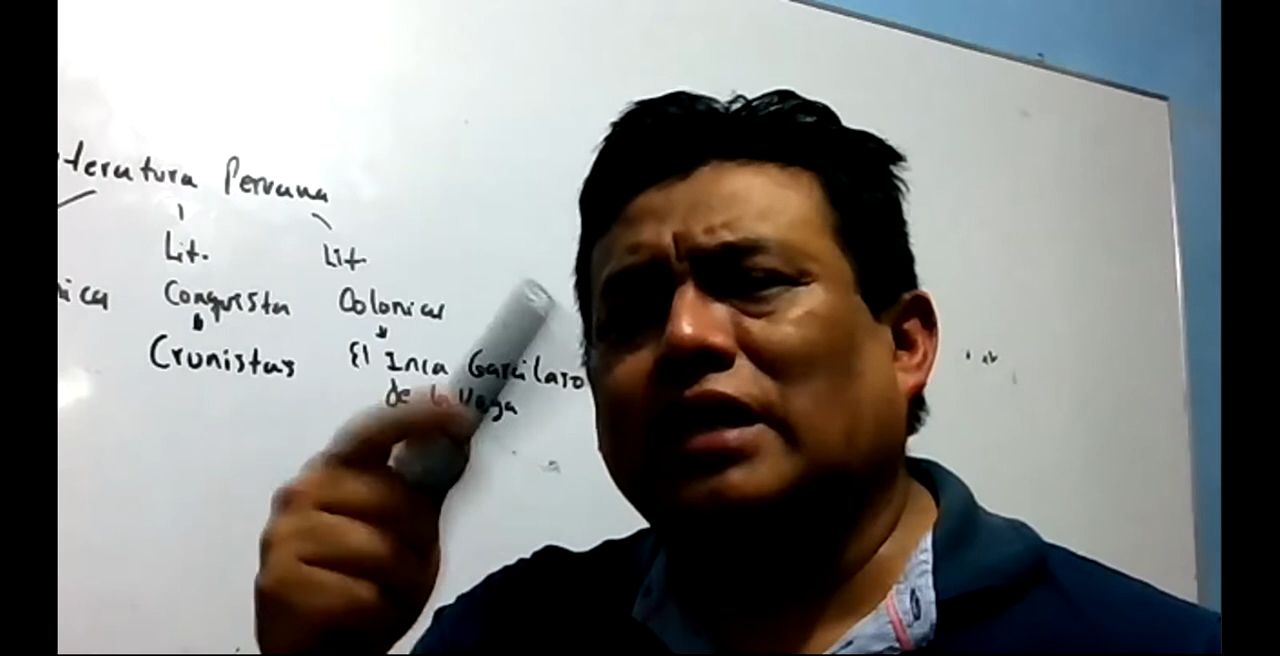 teratura Peruana
Lit. Lit
ica Conquista Colonial
Cronistas El Inca Garcilazo
de la Vega